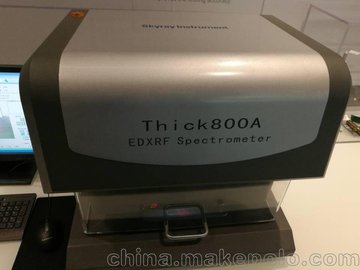 Skyray Instrument
Thick800A
EDXRF Spectrometer
china.makepolo.com